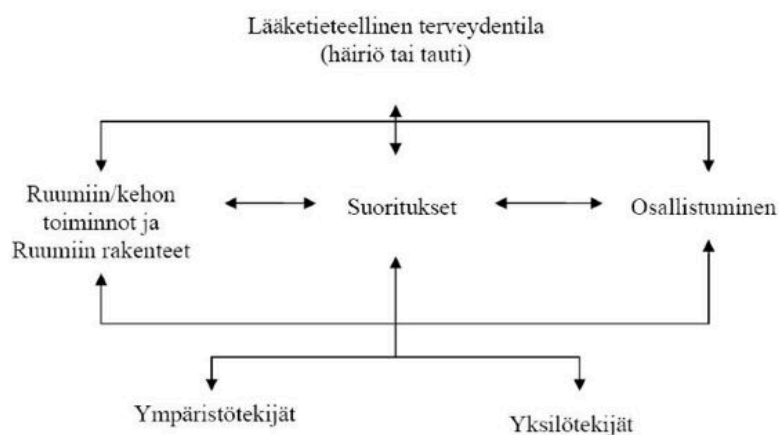 Lääketieteellinen terveydentila
(häiriö tai tauti)
Ruumiin/kehon
toiminnot ja
Ruumiin rakenteet
Suoritukset
Osallistuminen
Ympäristötekijät
Yksilötekijät